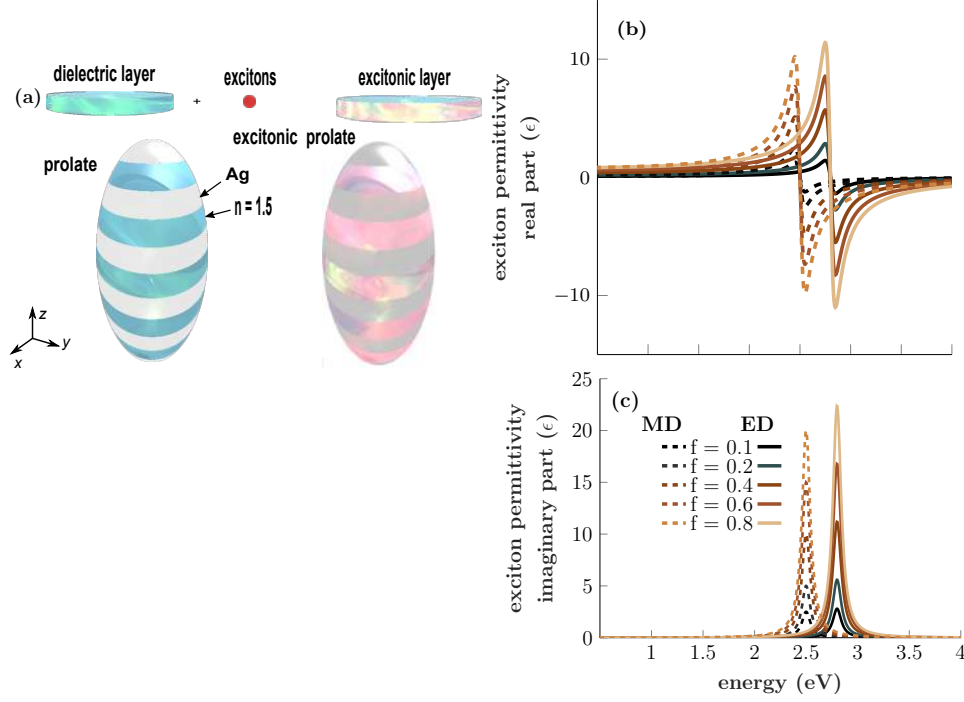 (a)
dielectric layer
+
excitons
excitonic layer
prolate
excitonic prolate
Ag
n = 1.5
z
y
x
(b)
exciton permittivity
real part (ϵ)
10
0
−10
(c)
exciton permittivity
imaginary part (ϵ)
25
20
15
10
5
0
MD ED
f = 0.1
f = 0.2
f = 0.4
f = 0.6
f = 0.8
1 1.5 2 2.5 3 3.5 4
energy (eV)